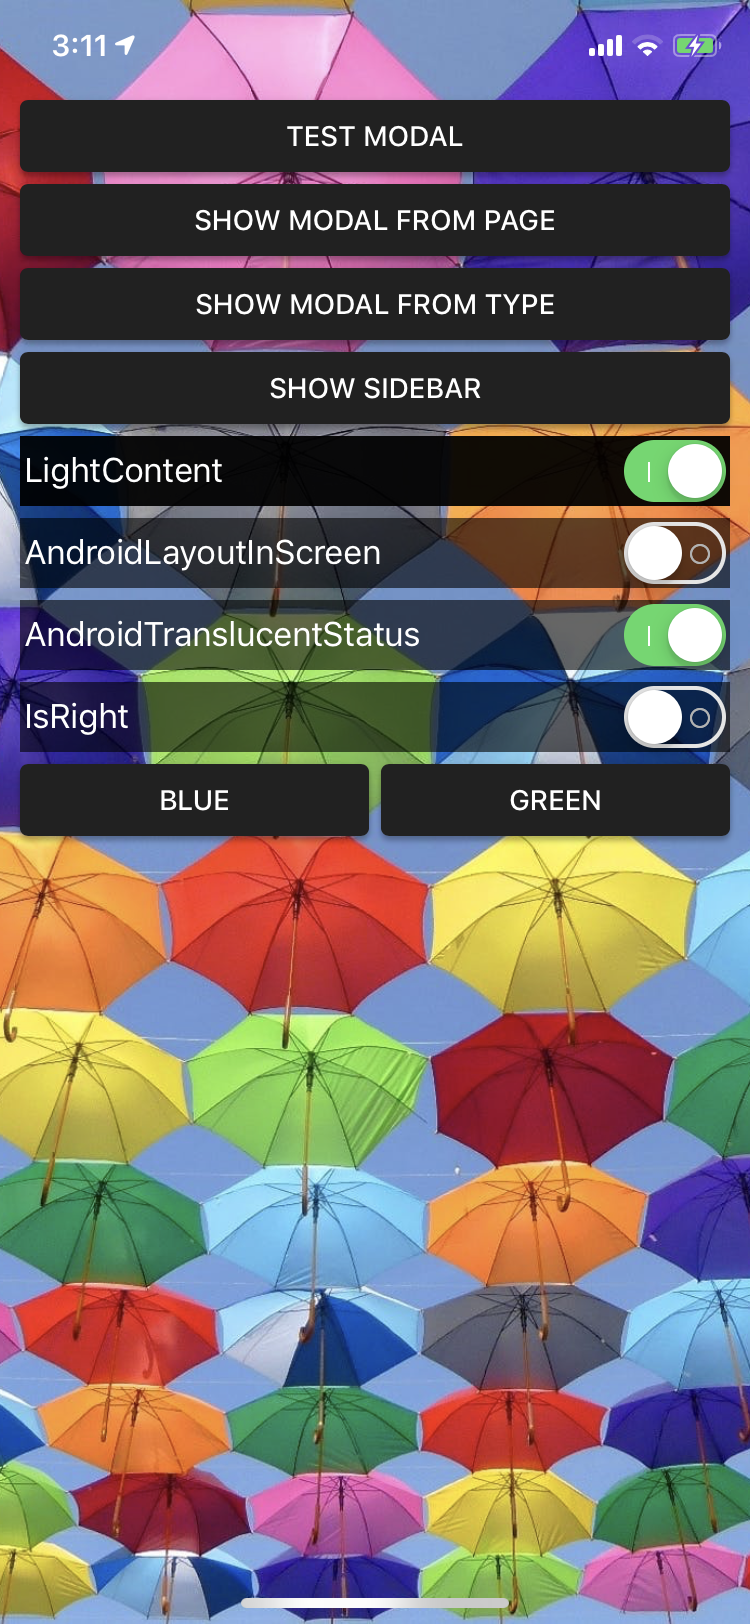 3:11
TEST MODAL
SHOW MODAL FROM PAGE
SHOW MODAL FROM TYPE
SHOW SIDEBAR
LightContent
AndroidLayoutInScreen
AndroidTranslucentStatus
IsRight
BLUE GREEN